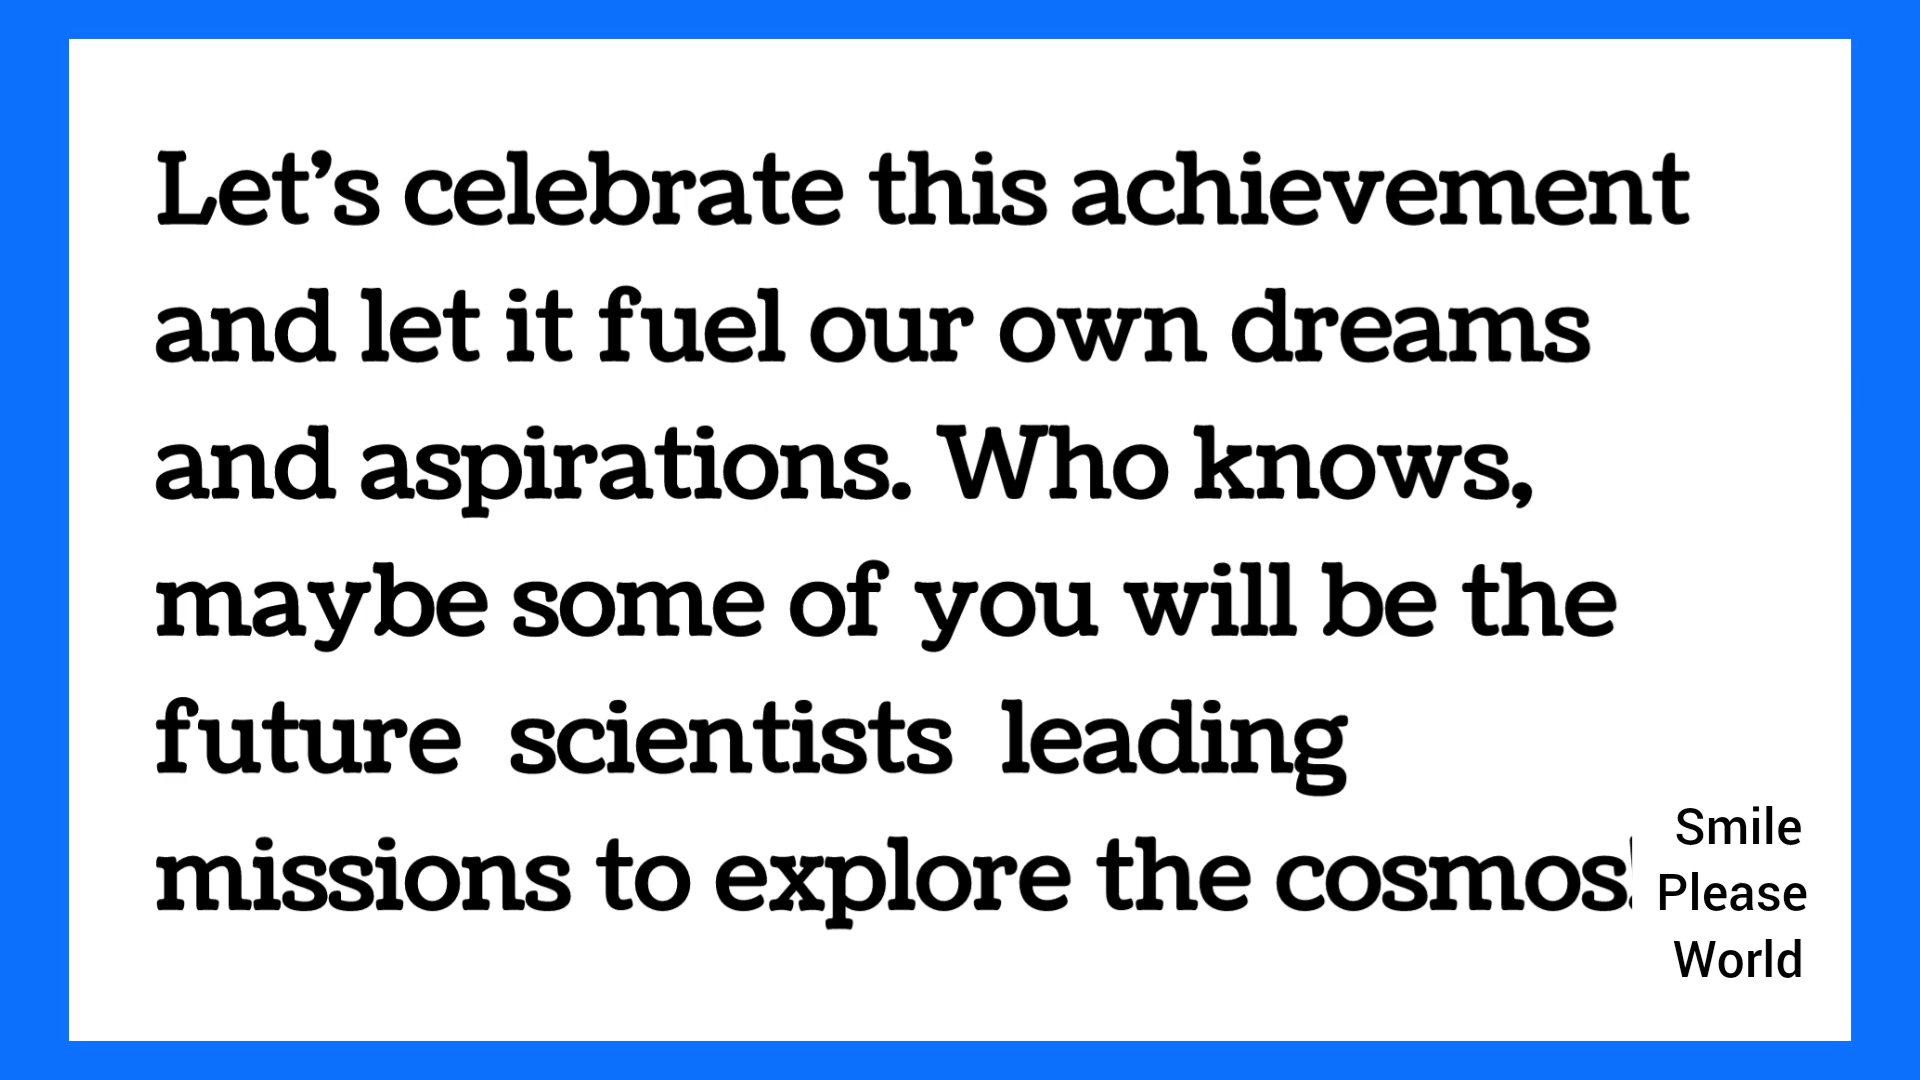 Let’s celebrate this achievement
and let it fuel our own dreams
and aspirations. Who knows,
maybe some of you will be the
future scientists leading
missions to explore the cosmos!
Smile
Please
World